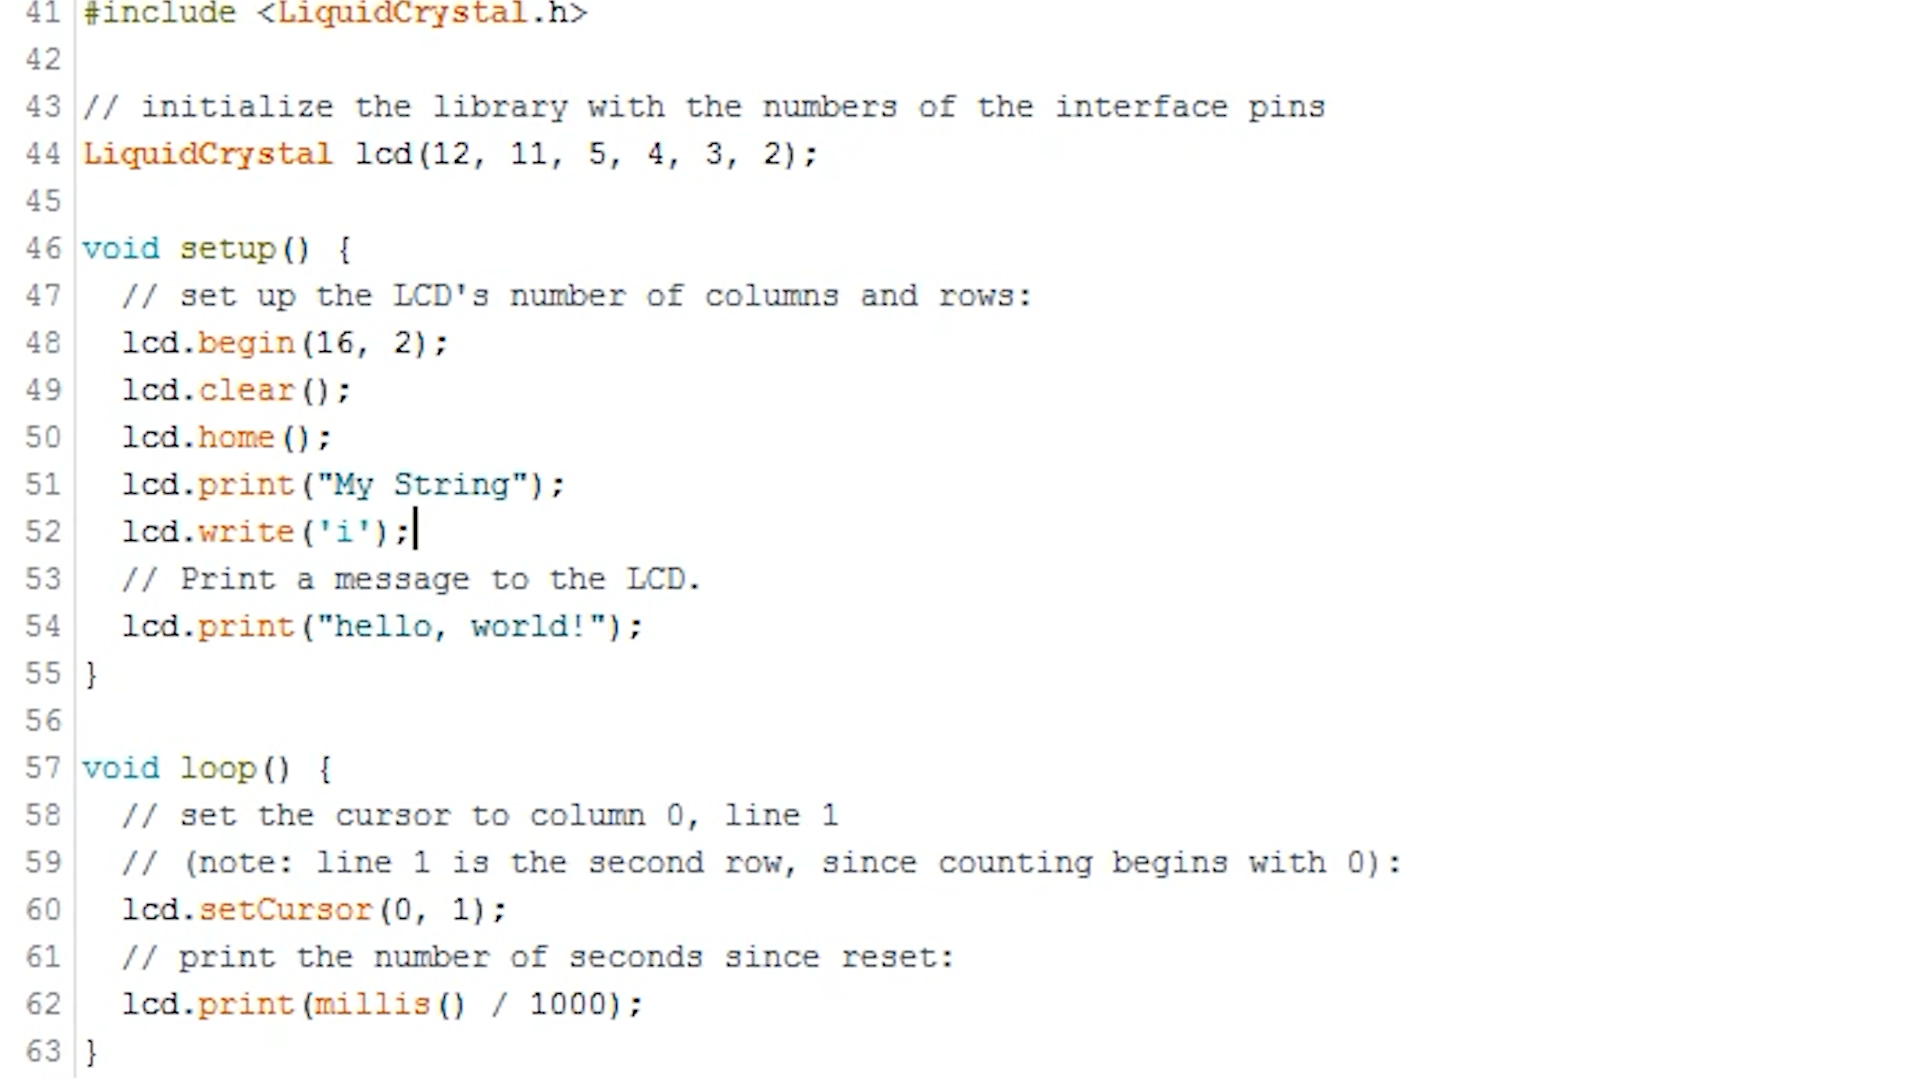 41 #include <LiquidCrystal.h>
42
43 // initialize the library with the numbers of the interface pins
44 LiquidCrystal lcd(12, 11, 5, 4, 3, 2);
45
46 void setup() {
47   // set up the LCD's number of columns and rows:
48   lcd.begin(16, 2);
49   lcd.clear();
50   lcd.home();
51   lcd.print("My String");
52   lcd.write('i');
53   // Print a message to the LCD.
54   lcd.print("hello, world!");
55 }
56
57 void loop() {
58   // set the cursor to column 0, line 1
59   // (note: line 1 is the second row, since counting begins with 0):
60   lcd.setCursor(0, 1);
61   // print the number of seconds since reset:
62   lcd.print(millis() / 1000);
63 }